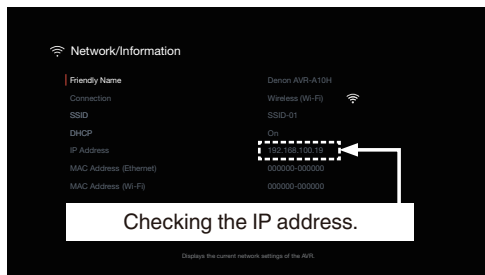 Network/Information
Friendly Name Denon AVR-A10H
Connection Wireless (Wi-Fi)
SSID SSID-01
DHCP On
IP Address 192.168.100.19
MAC Address (Ethernet) 000000-000000
MAC Address (Wi-Fi) 000000-000000
Checking the IP address.
Displays the current network settings of the AVR.